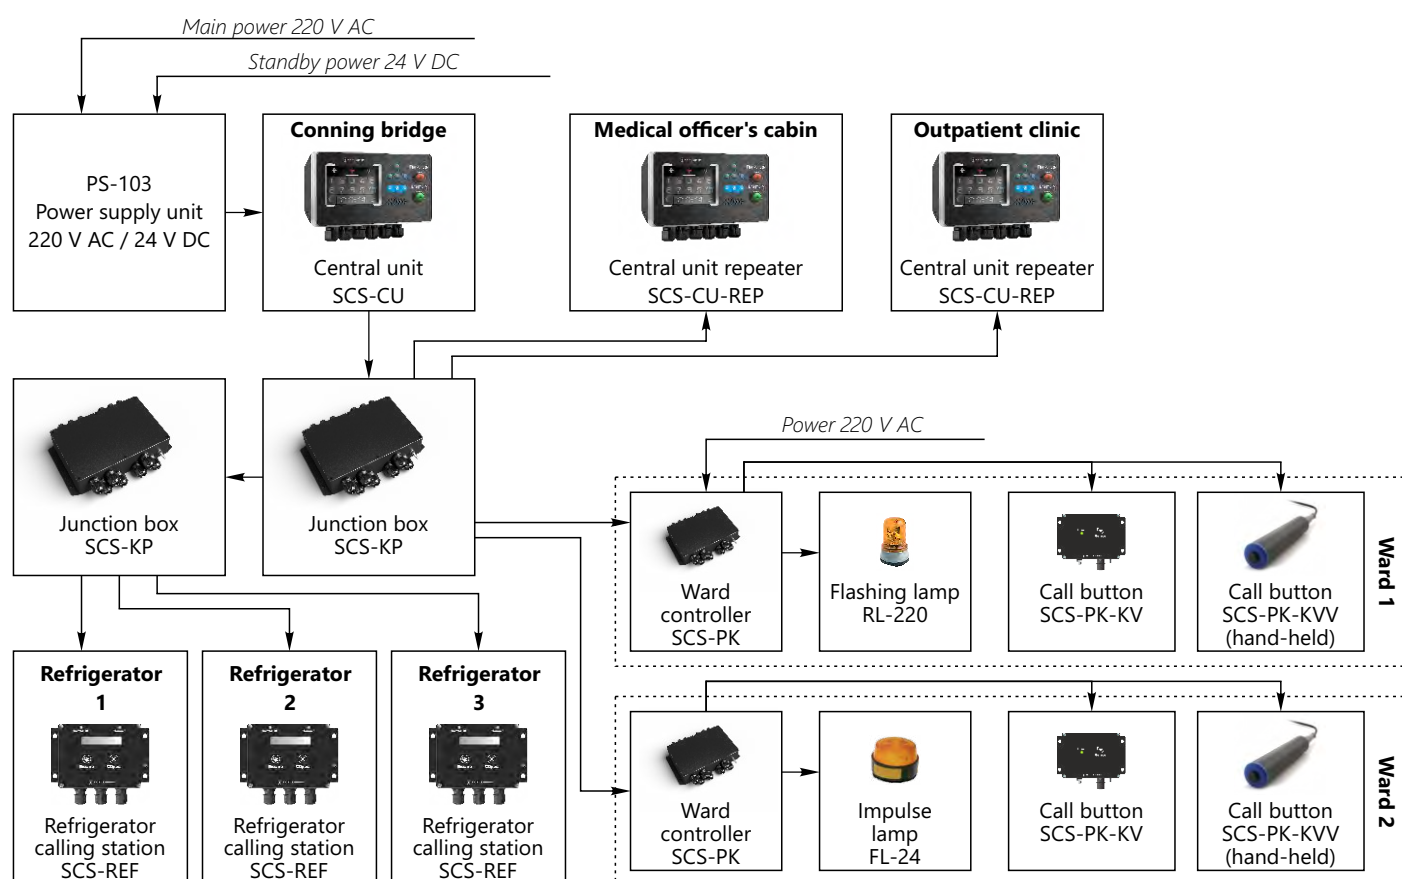 Main power 220 V AC
Standby power 24 V DC
PS-103
Power supply unit
220 V AC / 24 V DC
Conning bridge
Central unit
SCS-CU
Medical officer's cabin
Central unit repeater
SCS-CU-REP
Outpatient clinic
Central unit repeater
SCS-CU-REP
Junction box
SCS-KP
Junction box
SCS-KP
Power 220 V AC
Ward
controller
SCS-PK
Flashing lamp
RL-220
Call button
SCS-PK-KV
Call button
SCS-PK-KVV
(hand-held)
Ward 1
Refrigerator
1
Refrigerator
calling station
SCS-REF
Refrigerator
2
Refrigerator
calling station
SCS-REF
Refrigerator
3
Refrigerator
calling station
SCS-REF
Ward
controller
SCS-PK
Impulse
lamp
FL-24
Call button
SCS-PK-KV
Call button
SCS-PK-KVV
(hand-held)
Ward 2